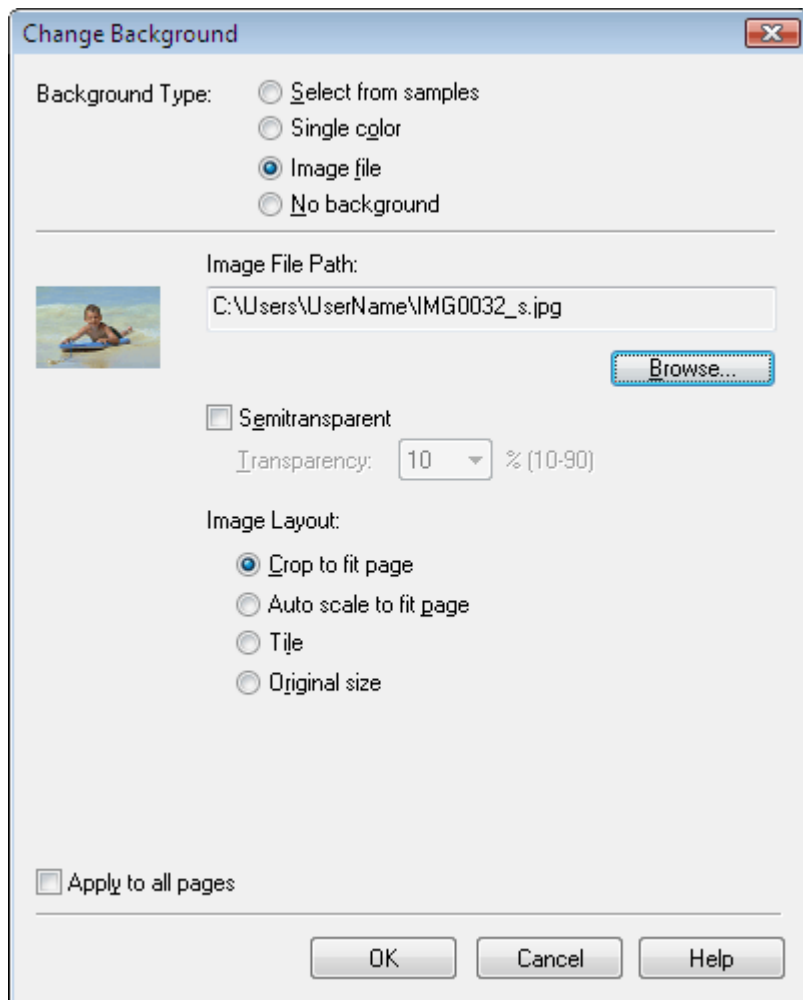 Change Background
Background Type:
Select from samples
Single color
Image file
No background
Image File Path:
C:\Users\UserName\IMG0032_s.jpg
Browse...
Semitransparent
Transparency: 10 % (10-90)
Image Layout:
Crop to fit page
Auto scale to fit page
Tile
Original size
Apply to all pages
OK Cancel Help